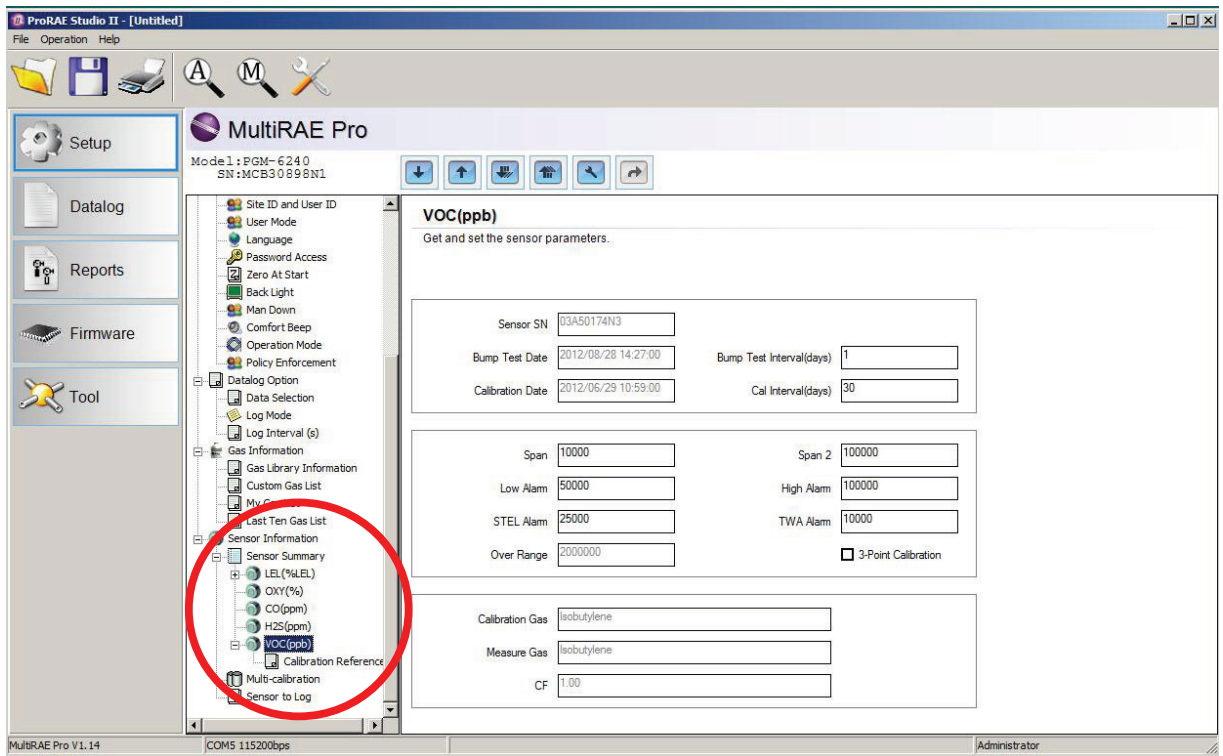 ProRAE Studio II - [Untitled]
File Operation Help
A M
Setup
Datalog
Reports
Firmware
Tool
MultiRAE Pro
Model:PGM-6240
SN:MCB30898N1
Site ID and User ID
User Mode
Language
Password Access
Zero At Start
Back Light
Man Down
Comfort Beep
Operation Mode
Policy Enforcement
Datalog Option
Data Selection
Log Mode
Log Interval (s)
Gas Information
Gas Library Information
Custom Gas List
Last Ten Gas List
Sensor Information
Sensor Summary
LEL(%LEL)
OXY(%)
CO(ppm)
H2S(ppm)
VOC(ppb)
Calibration Reference
Multi-calibration
Sensor to Log
VOC(ppb)
Get and set the sensor parameters.
Sensor SN 03A50174N3
Bump Test Date 2012/08/28 14:27:00 Bump Test Interval(days) 1
Calibration Date 2012/06/29 10:59:00 Cal Interval(days) 30
Span 10000 Span 2 100000
Low Alarm 50000 High Alarm 100000
STEL Alarm 25000 TWA Alarm 10000
Over Range 2000000 3-Point Calibration
Calibration Gas Isobutylene
Measure Gas Isobutylene
CF 1.00
MultiRAE Pro V1.14 COM5 115200bps Administrator